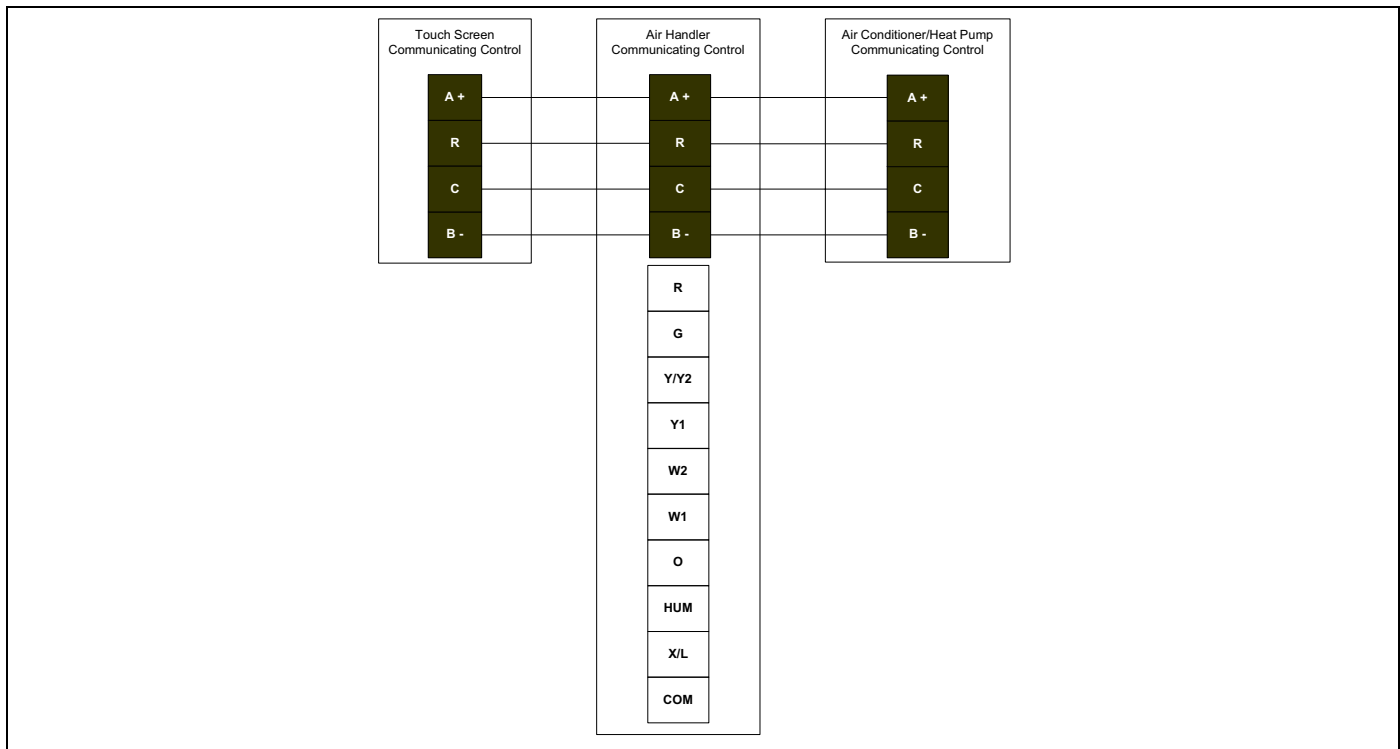 Touch Screen
Communicating Control
Air Handler
Communicating Control
Air Conditioner/Heat Pump
Communicating Control
A + A + A +
R R R
C C C
B - B - B -
R
G
Y/Y2
Y1
W2
W1
O
HUM
X/L
COM